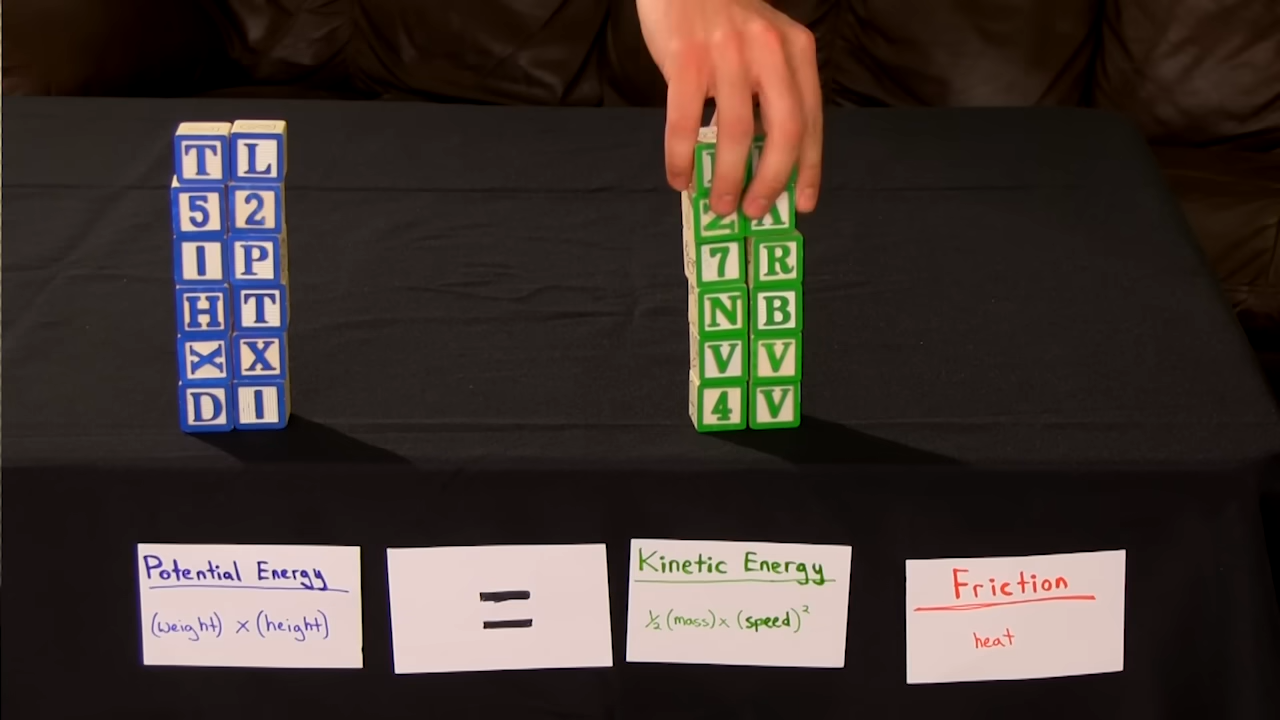 T L
5 2
I P
H T
X X
D I
7 R
N B
V V
4 V
Potential Energy
(weight) x (height)
=
Kinetic Energy
½ (mass) x (speed)²
Friction
heat